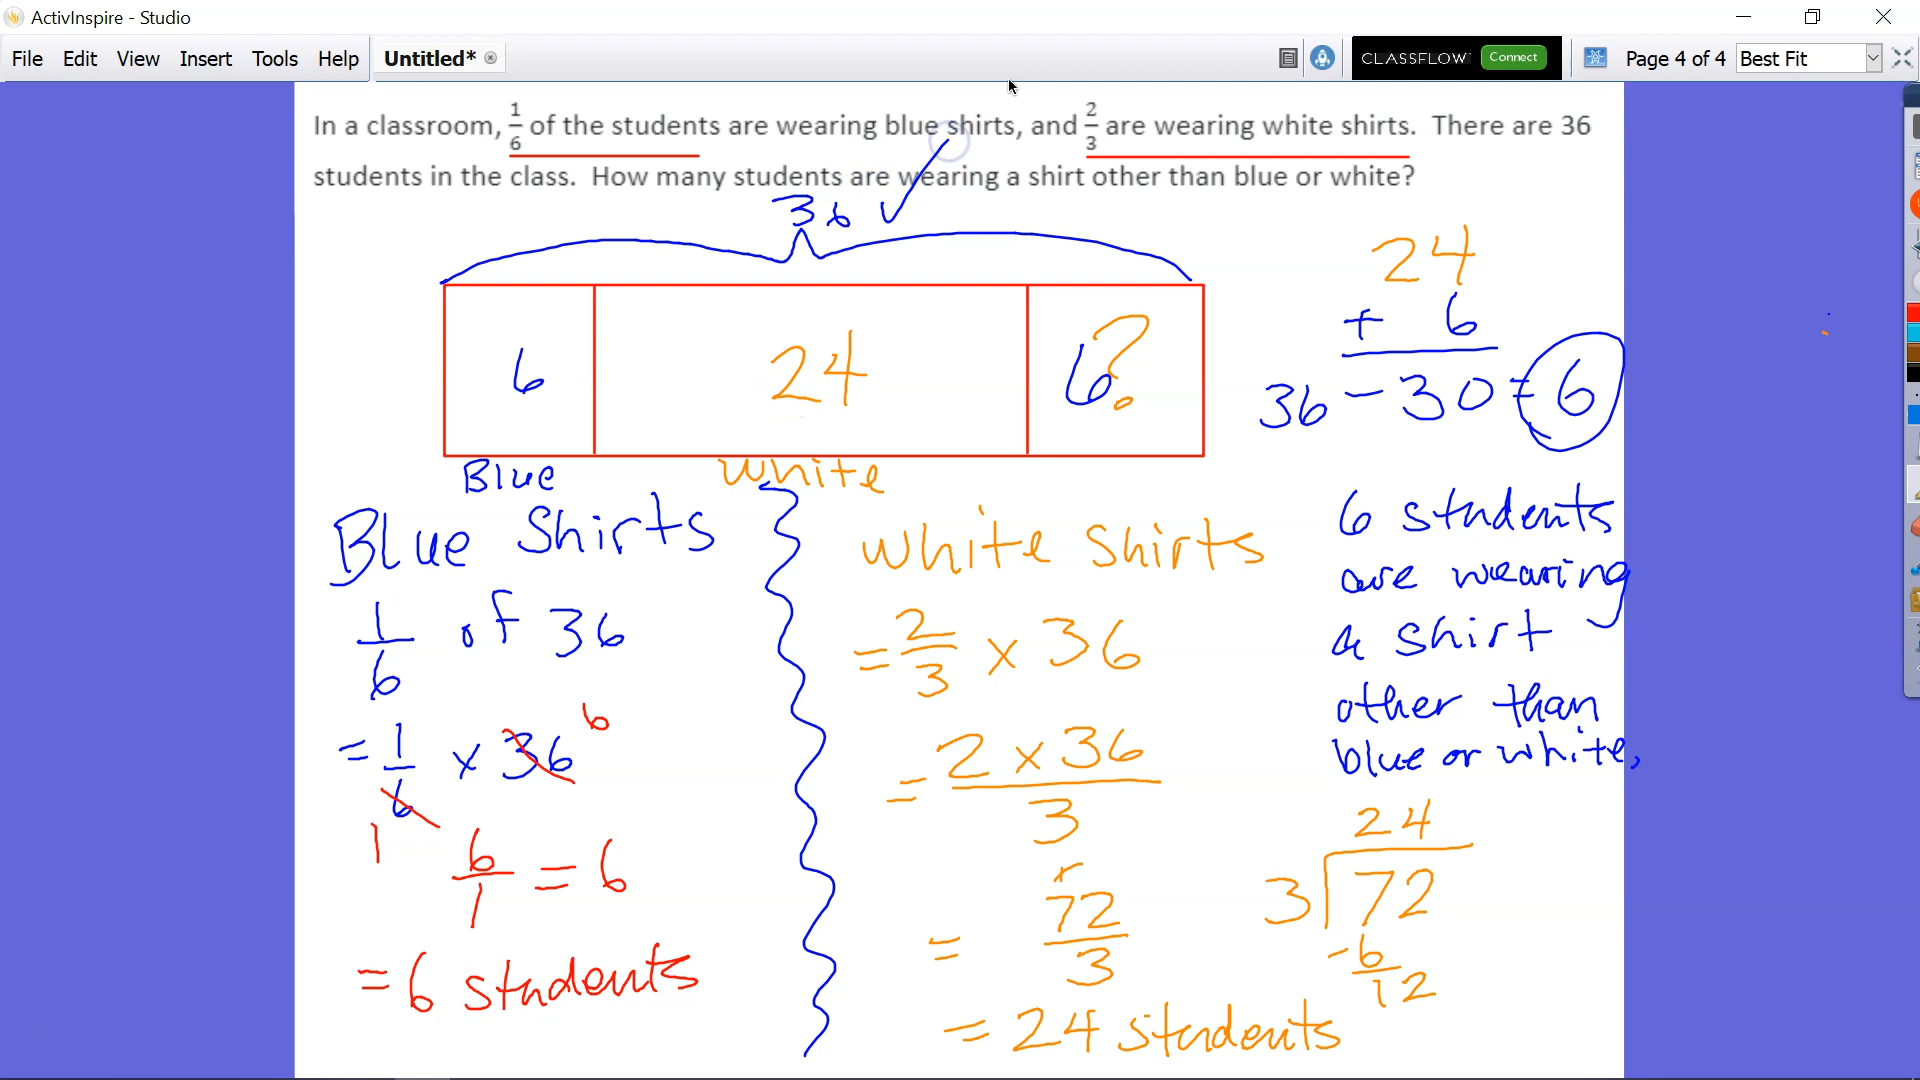 ActivInspire - Studio
File Edit View Insert Tools Help Untitled* CLASSFLOW Connect Page 4 of 4 Best Fit
In a classroom, 1/6 of the students are wearing blue shirts, and 2/3 are wearing white shirts. There are 36
students in the class. How many students are wearing a shirt other than blue or white?
36
6 24 6?
Blue White
24
+ 6
36 - 30 = 6
6 students
are wearing
a shirt
other than
blue or white,
Blue Shirts
1/6 of 36
= 1/6 x 36 6
1
6/1 = 6
= 6 students
White Shirts
= 2/3 x 36
= 2 x 36 / 3
= 72/3
= 24 students
24
3 72
-6
12